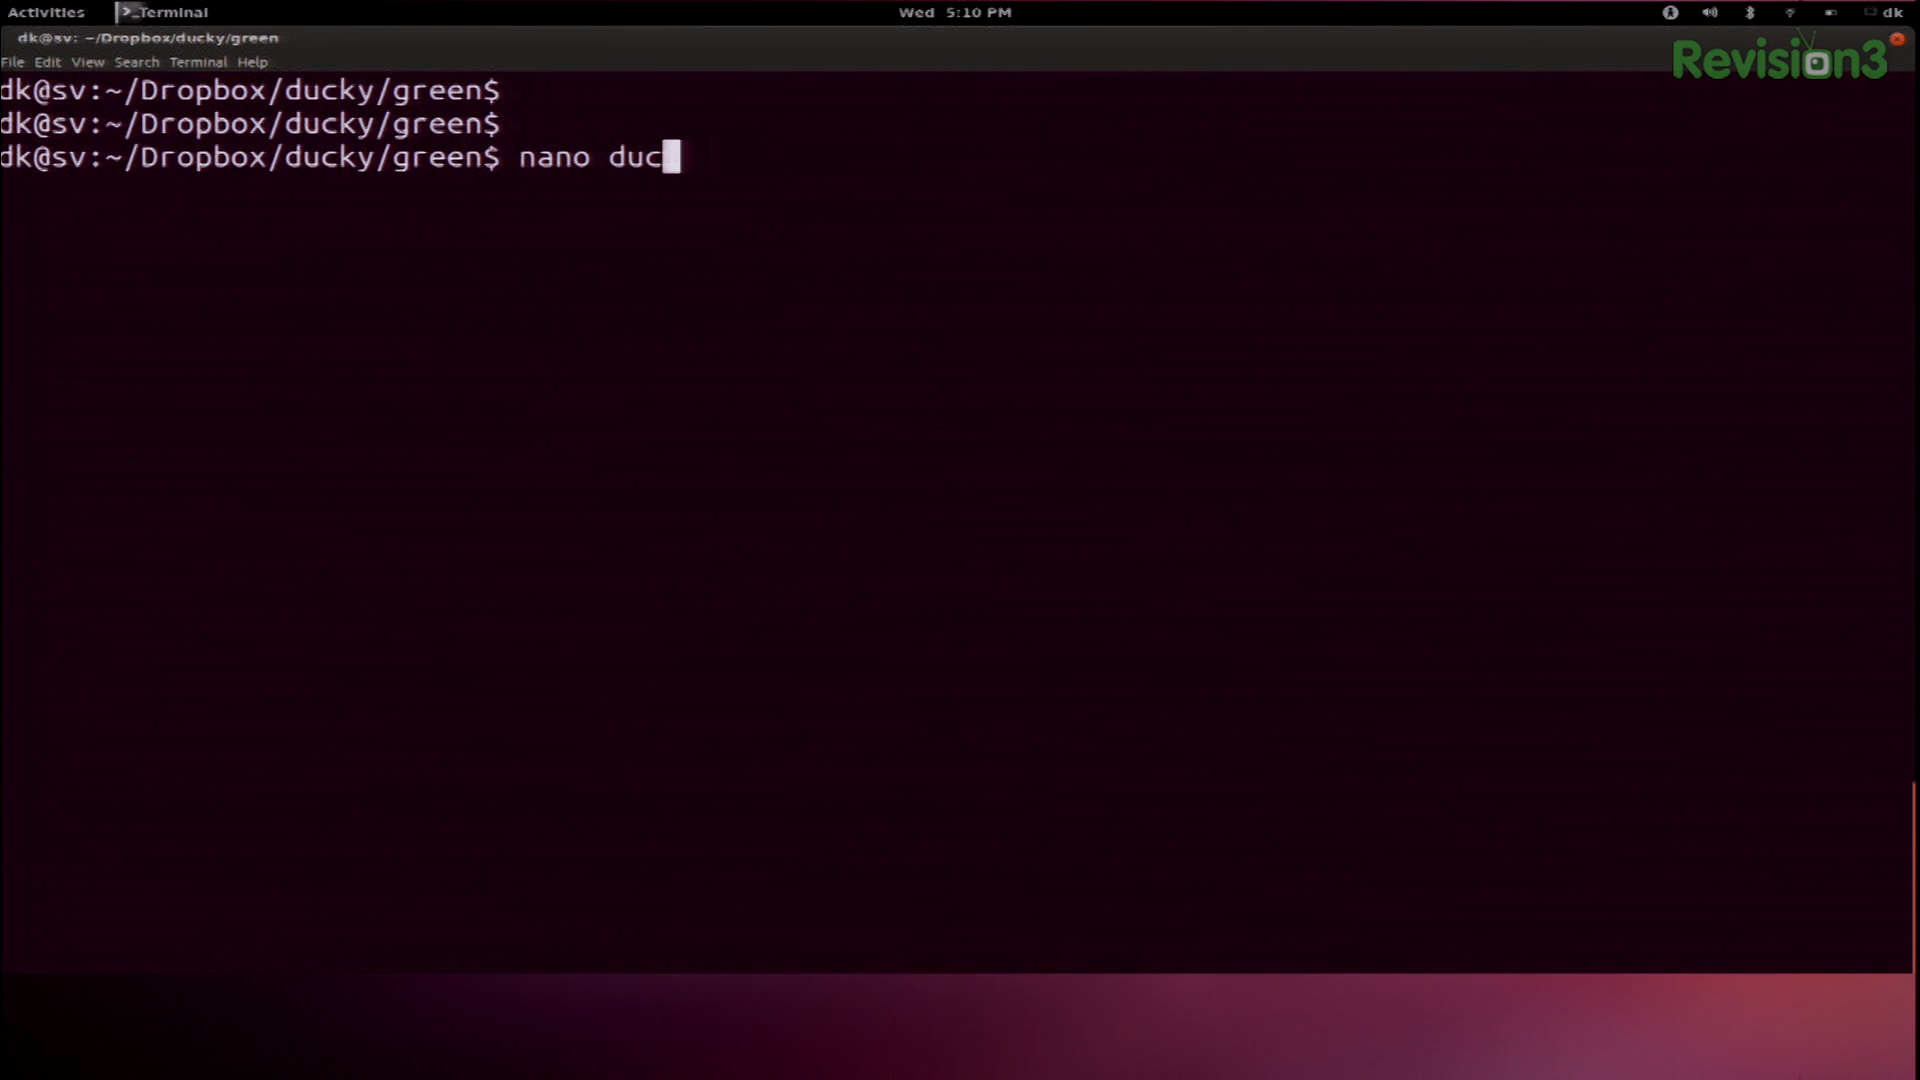 Activities >_Terminal Wed 5:10 PM dk
dk@sv: ~/Dropbox/ducky/green
Revision3
File Edit View Search Terminal Help
dk@sv:~/Dropbox/ducky/green$
dk@sv:~/Dropbox/ducky/green$
dk@sv:~/Dropbox/ducky/green$ nano duc